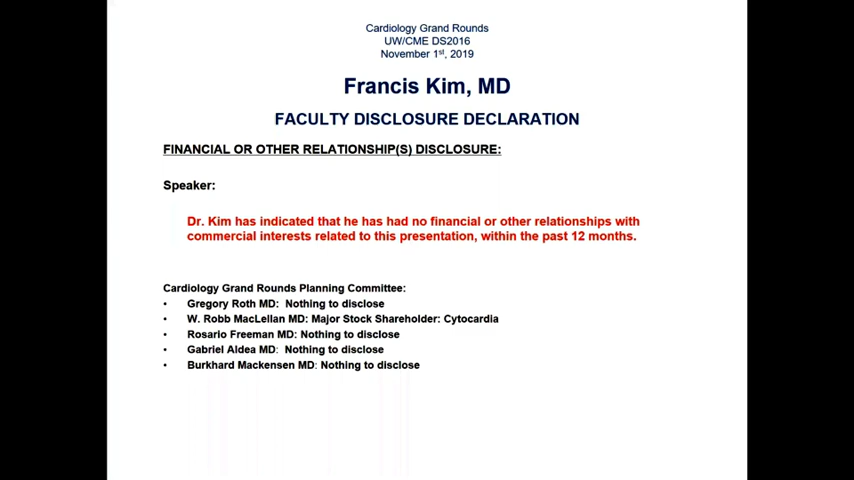 Cardiology Grand Rounds
UW/CME DS2016
November 1st, 2019
Francis Kim, MD
FACULTY DISCLOSURE DECLARATION
FINANCIAL OR OTHER RELATIONSHIP(S) DISCLOSURE:
Speaker:
Dr. Kim has indicated that he has had no financial or other relationships with
commercial interests related to this presentation, within the past 12 months.
Cardiology Grand Rounds Planning Committee:
• Gregory Roth MD: Nothing to disclose
• W. Robb MacLellan MD: Major Stock Shareholder: Cytocardia
• Rosario Freeman MD: Nothing to disclose
• Gabriel Aldea MD: Nothing to disclose
• Burkhard Mackensen MD: Nothing to disclose